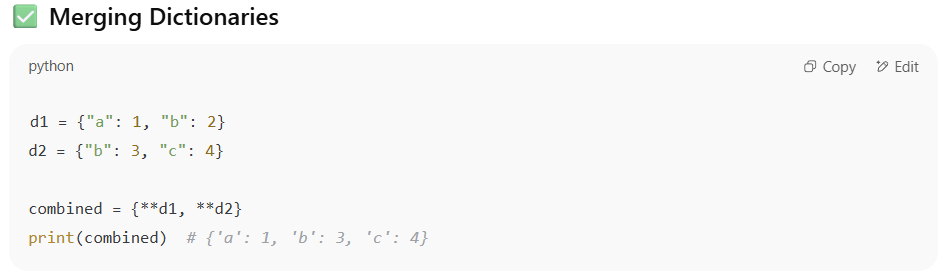 ✅ Merging Dictionaries
python
Copy
Edit
d1 = {"a": 1, "b": 2}
d2 = {"b": 3, "c": 4}
combined = {**d1, **d2}
print(combined)  # {'a': 1, 'b': 3, 'c': 4}